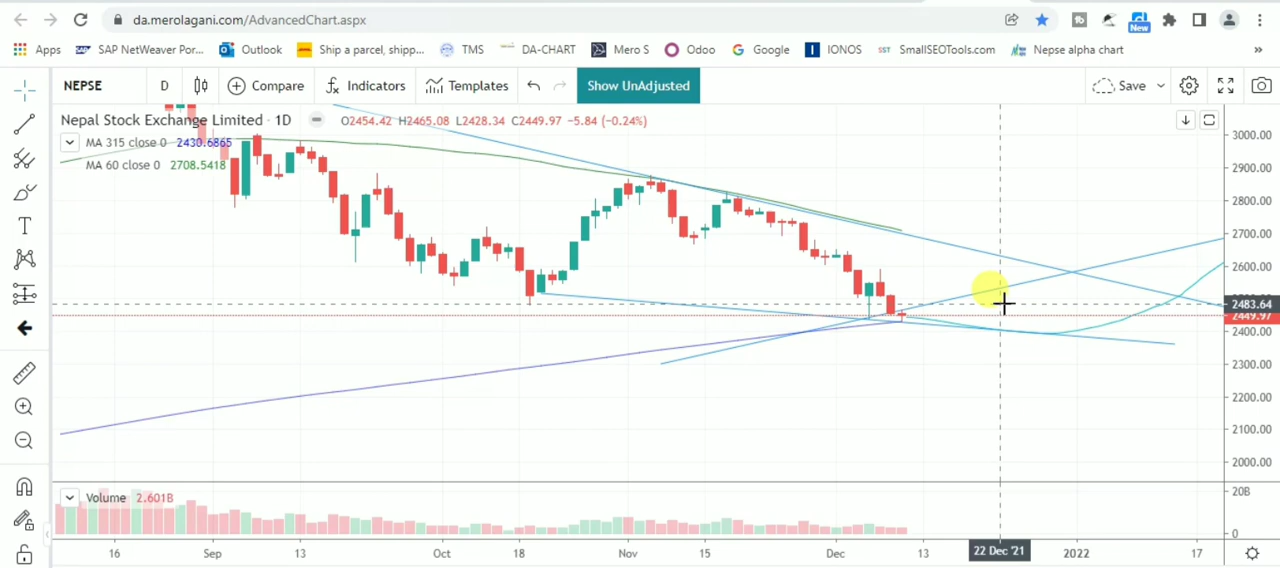 da.merolagani.com/AdvancedChart.aspx
New
Apps SAP NetWeaver Por... Outlook Ship a parcel, shipp... TMS DA-CHART Mero S Odoo Google IONOS SST SmallSEOTools.com Nepse alpha chart »
NEPSE D Compare Indicators Templates Show UnAdjusted Save
Nepal Stock Exchange Limited · 1D O2454.42 H2465.08 L2428.34 C2449.97 −5.84 (−0.24%)
MA 315 close 0 2430.6865
MA 60 close 0 2708.5418
3000.00
2900.00
2800.00
2700.00
2600.00
2483.64
2449.97
2400.00
2300.00
2200.00
2100.00
2000.00
Volume 2.601B
20B
0
16 Sep 13 Oct 18 Nov 15 Dec 13 22 Dec '21 2022 17